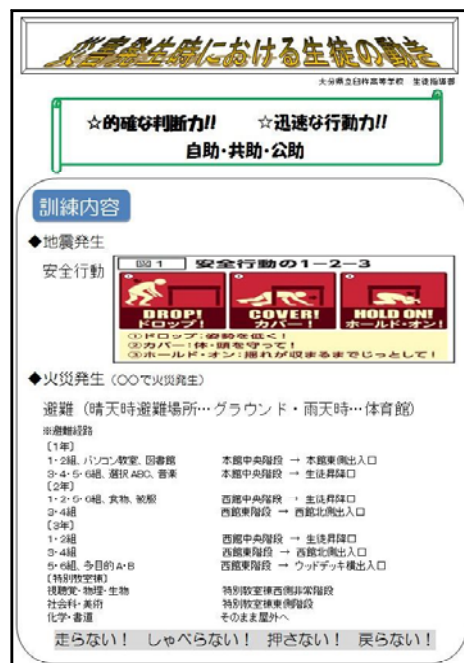 災害発生時における生徒の動き
大分県立臼杵高等学校 生徒指導部
☆的確な判断力!! ☆迅速な行動力!!
自助・共助・公助
訓練内容
◆地震発生
安全行動
図1 安全行動の1-2-3
① ② ③
DROP! COVER! HOLD ON!
ドロップ! カバー! ホールド・オン!
①ドロップ:姿勢を低く!
②カバー:体・頭を守って!
③ホールド・オン:揺れが収まるまでじっとして!
◆火災発生(〇〇で火災発生)
避難(晴天時避難場所…グラウンド・雨天時…体育館)
※避難経路
〔1年〕
1・2組、パソコン教室、図書館 本館中央階段 → 本館東側出入口
3・4・5・6組、選択ABC、音楽 本館中央階段 → 生徒昇降口
〔2年〕
1・2・5・6組、食物、被服 西館中央階段 → 生徒昇降口
3・4組 西館東階段 → 西館北側出入口
〔3年〕
1・2組 西館中央階段 → 生徒昇降口
3・4組 西館東階段 → 西館北側出入口
5・6組、多目的A・B 西館東階段 → ウッドデッキ横出入口
〔特別教室棟〕
視聴覚・物理・生物 特別教室棟西側非常階段
社会科・美術 特別教室棟東側階段
化学・書道 そのまま屋外へ
走らない! しゃべらない! 押さない! 戻らない!